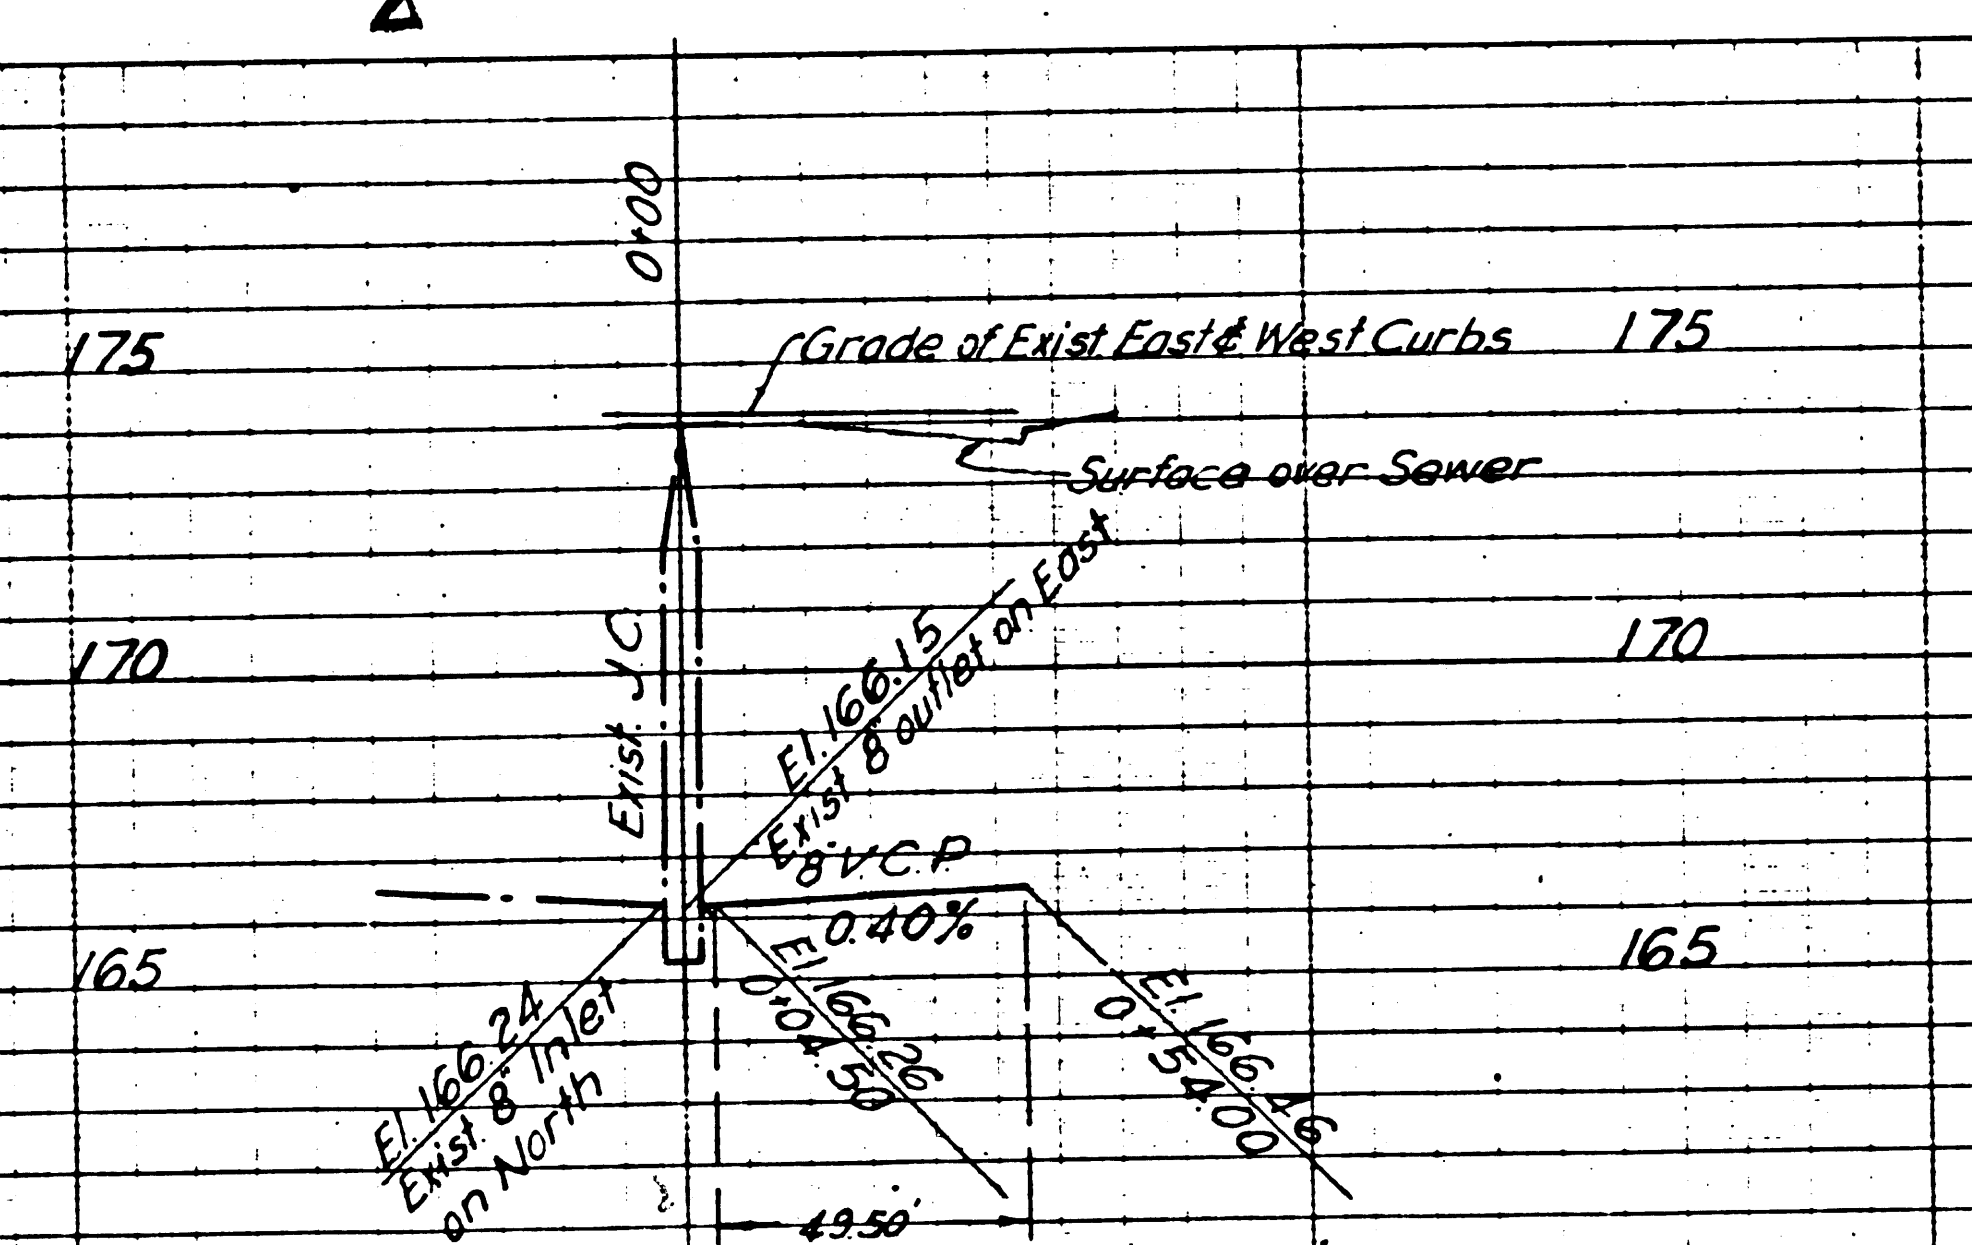 0+00
175
Grade of Exist East & West Curbs
175
Surface over Sewer
170
Exist. J.C.
El. 166.15
Exist 8" outlet on East
170
8" V.C.P.
0.40%
165
165
El. 166.24
Exist. 8" Inlet
on North
El 166.26
0+04.50
El. 166.46
0+54.00
49.50'